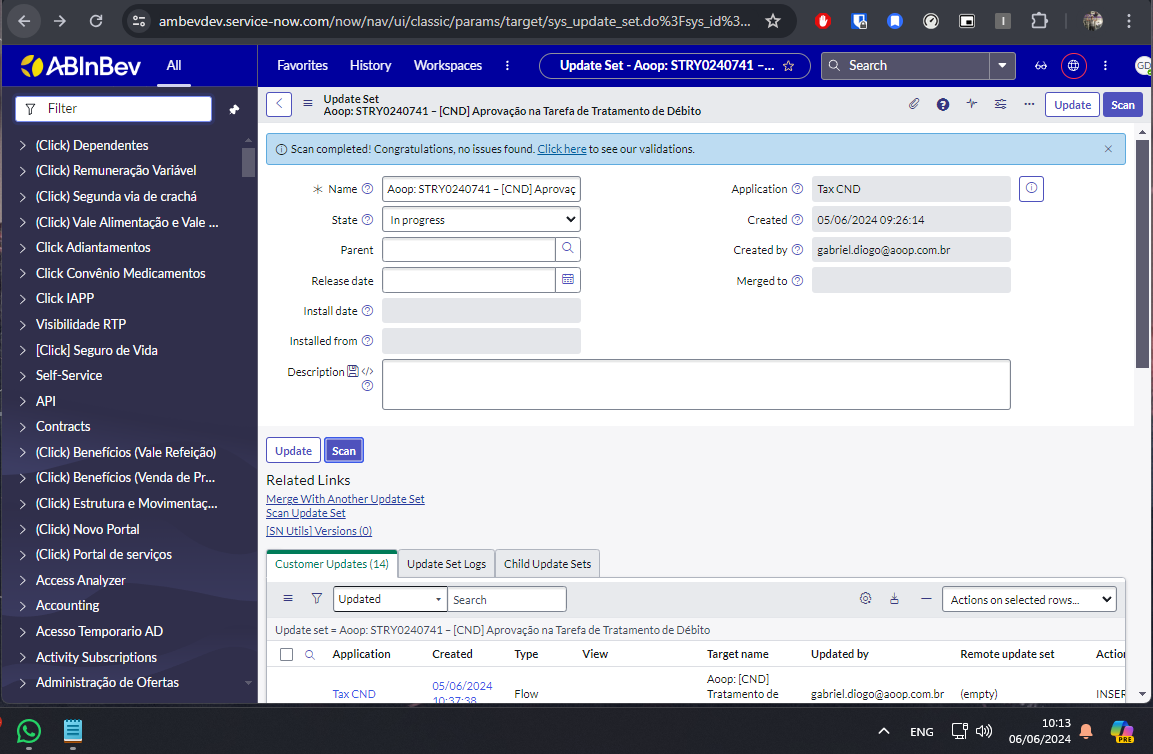 ambevdev.service-now.com/now/nav/ui/classic/params/target/sys_update_set.do%3Fsys_id%3...
ABInBev
All
Favorites
History
Workspaces
Update Set - Aoop: STRY0240741 –...
Search
GD
Filter
(Click) Dependentes
(Click) Remuneração Variável
(Click) Segunda via de crachá
(Click) Vale Alimentação e Vale ...
Click Adiantamentos
Click Convênio Medicamentos
Click IAPP
Visibilidade RTP
[Click] Seguro de Vida
Self-Service
API
Contracts
(Click) Benefícios (Vale Refeição)
(Click) Benefícios (Venda de Pr...
(Click) Estrutura e Movimentaç...
(Click) Novo Portal
(Click) Portal de serviços
Access Analyzer
Accounting
Acesso Temporario AD
Activity Subscriptions
Administração de Ofertas
Update Set
Aoop: STRY0240741 – [CND] Aprovação na Tarefa de Tratamento de Débito
Update
Scan
Scan completed! Congratulations, no issues found. Click here to see our validations.
Name
Aoop: STRY0240741 – [CND] Aprovaç
State
In progress
Parent
Release date
Install date
Installed from
Description
Application
Tax CND
Created
05/06/2024 09:26:14
Created by
gabriel.diogo@aoop.com.br
Merged to
Update
Scan
Related Links
Merge With Another Update Set
Scan Update Set
[SN Utils] Versions (0)
Customer Updates (14)
Update Set Logs
Child Update Sets
Updated
Search
Actions on selected rows...
Update set = Aoop: STRY0240741 – [CND] Aprovação na Tarefa de Tratamento de Débito
Application
Created
Type
View
Target name
Updated by
Remote update set
Action
Tax CND
05/06/2024
10:37:38
Flow
Aoop: [CND]
Tratamento de
gabriel.diogo@aoop.com.br
(empty)
INSER
ENG
10:13
06/06/2024
PRE